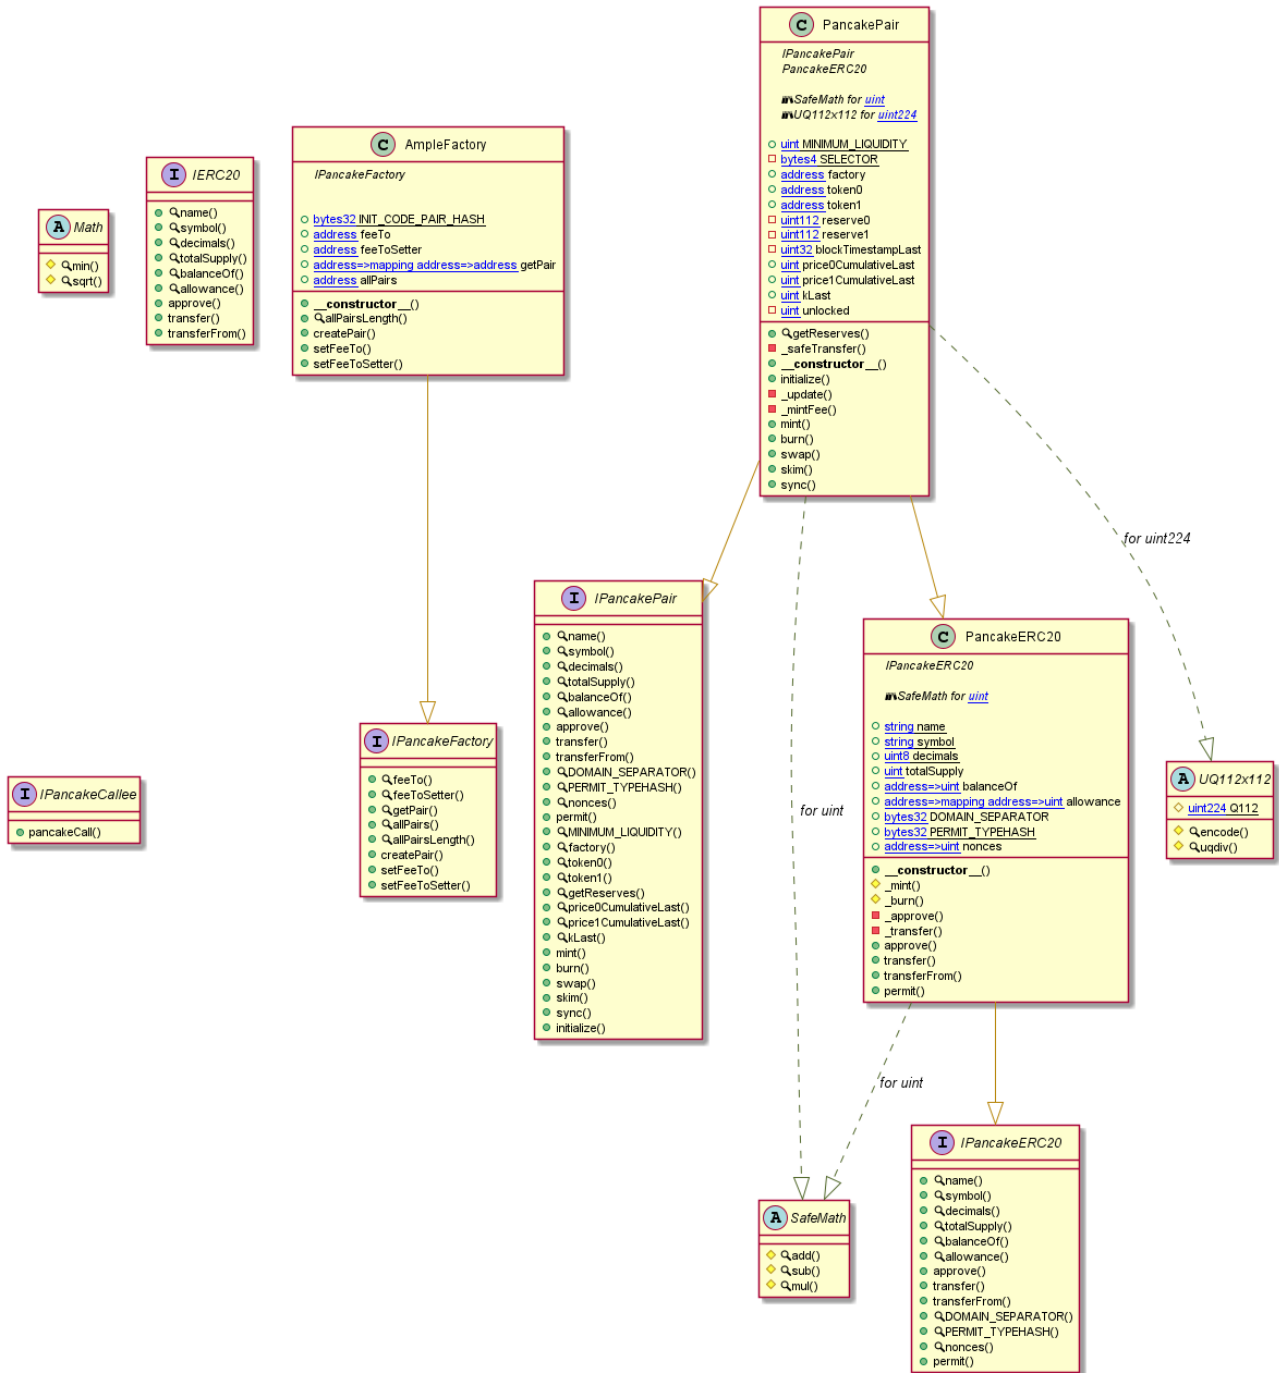 C PancakePair
IPancakePair
PancakeERC20
SafeMath for uint
UQ112x112 for uint224
uint MINIMUM_LIQUIDITY
bytes4 SELECTOR
address factory
address token0
address token1
uint112 reserve0
uint112 reserve1
uint32 blockTimestampLast
uint price0CumulativeLast
uint price1CumulativeLast
uint kLast
uint unlocked
getReserves()
_safeTransfer()
__constructor__()
initialize()
_update()
_mintFee()
mint()
burn()
swap()
skim()
sync()
C AmpleFactory
IPancakeFactory
bytes32 INIT_CODE_PAIR_HASH
address feeTo
address feeToSetter
address=>mapping address=>address getPair
address allPairs
__constructor__()
allPairsLength()
createPair()
setFeeTo()
setFeeToSetter()
I IERC20
name()
symbol()
decimals()
totalSupply()
balanceOf()
allowance()
approve()
transfer()
transferFrom()
A Math
min()
sqrt()
for uint224
I IPancakePair
name()
symbol()
decimals()
totalSupply()
balanceOf()
allowance()
approve()
transfer()
transferFrom()
DOMAIN_SEPARATOR()
PERMIT_TYPEHASH()
nonces()
permit()
MINIMUM_LIQUIDITY()
factory()
token0()
token1()
getReserves()
price0CumulativeLast()
price1CumulativeLast()
kLast()
mint()
burn()
swap()
skim()
sync()
initialize()
C PancakeERC20
IPancakeERC20
SafeMath for uint
string name
string symbol
uint8 decimals
uint totalSupply
address=>uint balanceOf
address=>mapping address=>uint allowance
bytes32 DOMAIN_SEPARATOR
bytes32 PERMIT_TYPEHASH
address=>uint nonces
__constructor__()
_mint()
_burn()
_approve()
_transfer()
approve()
transfer()
transferFrom()
permit()
I IPancakeFactory
feeTo()
feeToSetter()
getPair()
allPairs()
allPairsLength()
createPair()
setFeeTo()
setFeeToSetter()
I IPancakeCallee
pancakeCall()
for uint
A UQ112x112
uint224 Q112
encode()
uqdiv()
for uint
A SafeMath
add()
sub()
mul()
I IPancakeERC20
name()
symbol()
decimals()
totalSupply()
balanceOf()
allowance()
approve()
transfer()
transferFrom()
DOMAIN_SEPARATOR()
PERMIT_TYPEHASH()
nonces()
permit()